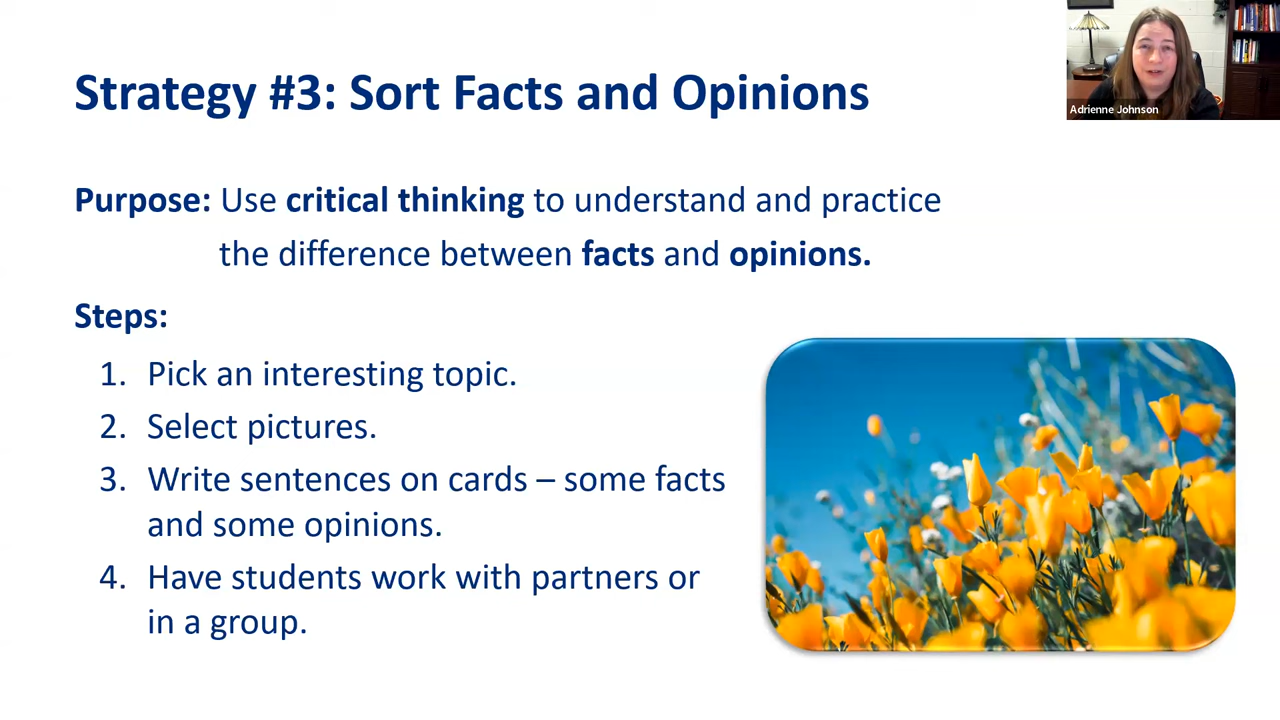 Strategy #3: Sort Facts and Opinions
Adrienne Johnson
Purpose: Use critical thinking to understand and practice
the difference between facts and opinions.
Steps:
1. Pick an interesting topic.
2. Select pictures.
3. Write sentences on cards – some facts
and some opinions.
4. Have students work with partners or
in a group.